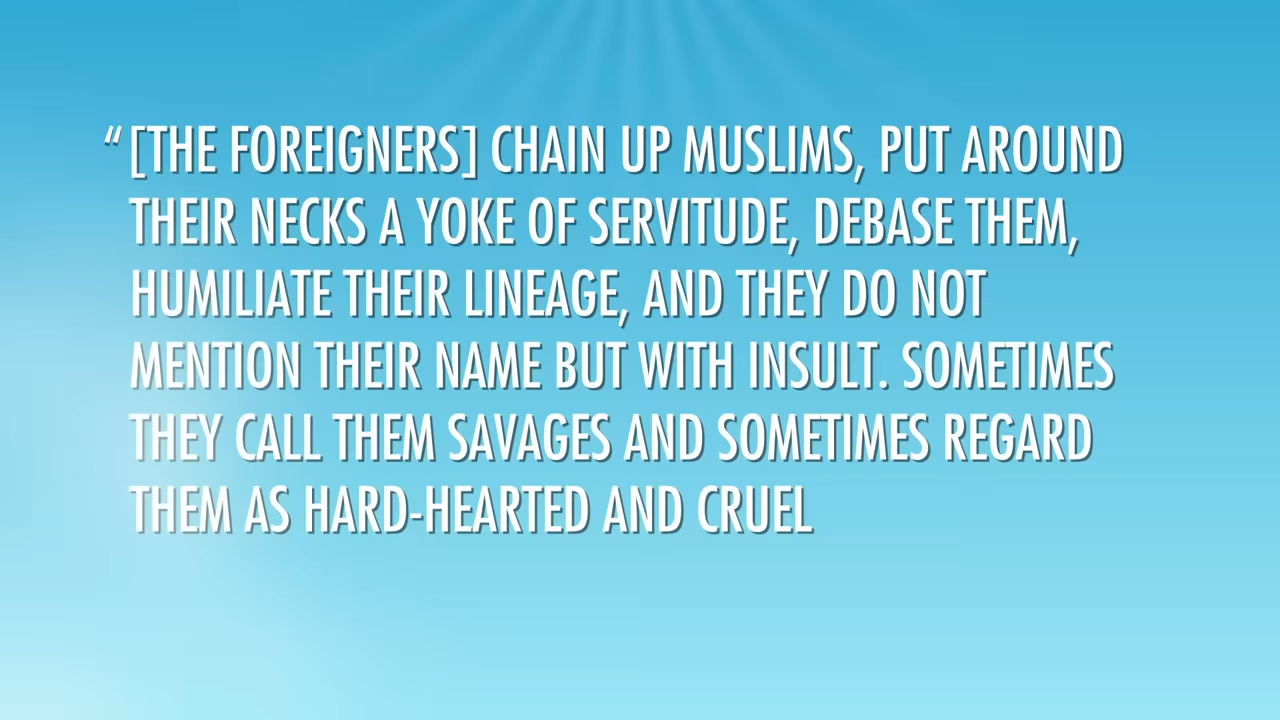 “[THE FOREIGNERS] CHAIN UP MUSLIMS, PUT AROUND
THEIR NECKS A YOKE OF SERVITUDE, DEBASE THEM,
HUMILIATE THEIR LINEAGE, AND THEY DO NOT
MENTION THEIR NAME BUT WITH INSULT. SOMETIMES
THEY CALL THEM SAVAGES AND SOMETIMES REGARD
THEM AS HARD-HEARTED AND CRUEL